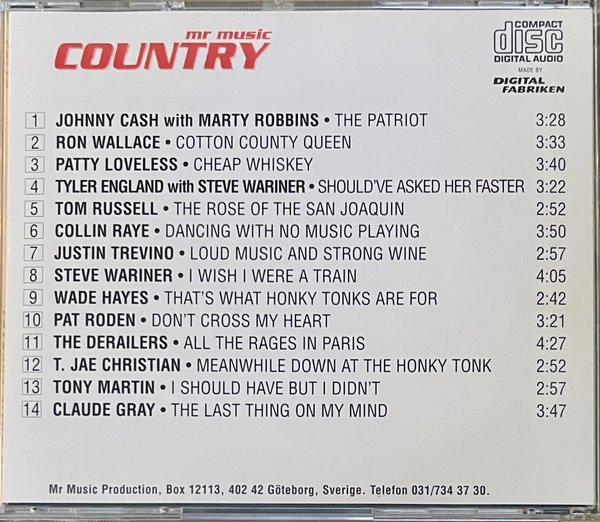 mr music
COUNTRY
COMPACT
disc
DIGITAL AUDIO
MADE BY
DIGITAL
FABRIKEN
1 JOHNNY CASH with MARTY ROBBINS • THE PATRIOT 3:28
2 RON WALLACE • COTTON COUNTY QUEEN 3:33
3 PATTY LOVELESS • CHEAP WHISKEY 3:40
4 TYLER ENGLAND with STEVE WARINER • SHOULD'VE ASKED HER FASTER 3:22
5 TOM RUSSELL • THE ROSE OF THE SAN JOAQUIN 2:52
6 COLLIN RAYE • DANCING WITH NO MUSIC PLAYING 3:50
7 JUSTIN TREVINO • LOUD MUSIC AND STRONG WINE 2:57
8 STEVE WARINER • I WISH I WERE A TRAIN 4:05
9 WADE HAYES • THAT'S WHAT HONKY TONKS ARE FOR 2:42
10 PAT RODEN • DON'T CROSS MY HEART 3:21
11 THE DERAILERS • ALL THE RAGES IN PARIS 4:27
12 T. JAE CHRISTIAN • MEANWHILE DOWN AT THE HONKY TONK 2:52
13 TONY MARTIN • I SHOULD HAVE BUT I DIDN'T 2:57
14 CLAUDE GRAY • THE LAST THING ON MY MIND 3:47
Mr Music Production, Box 12113, 402 42 Göteborg, Sverige. Telefon 031/734 37 30.